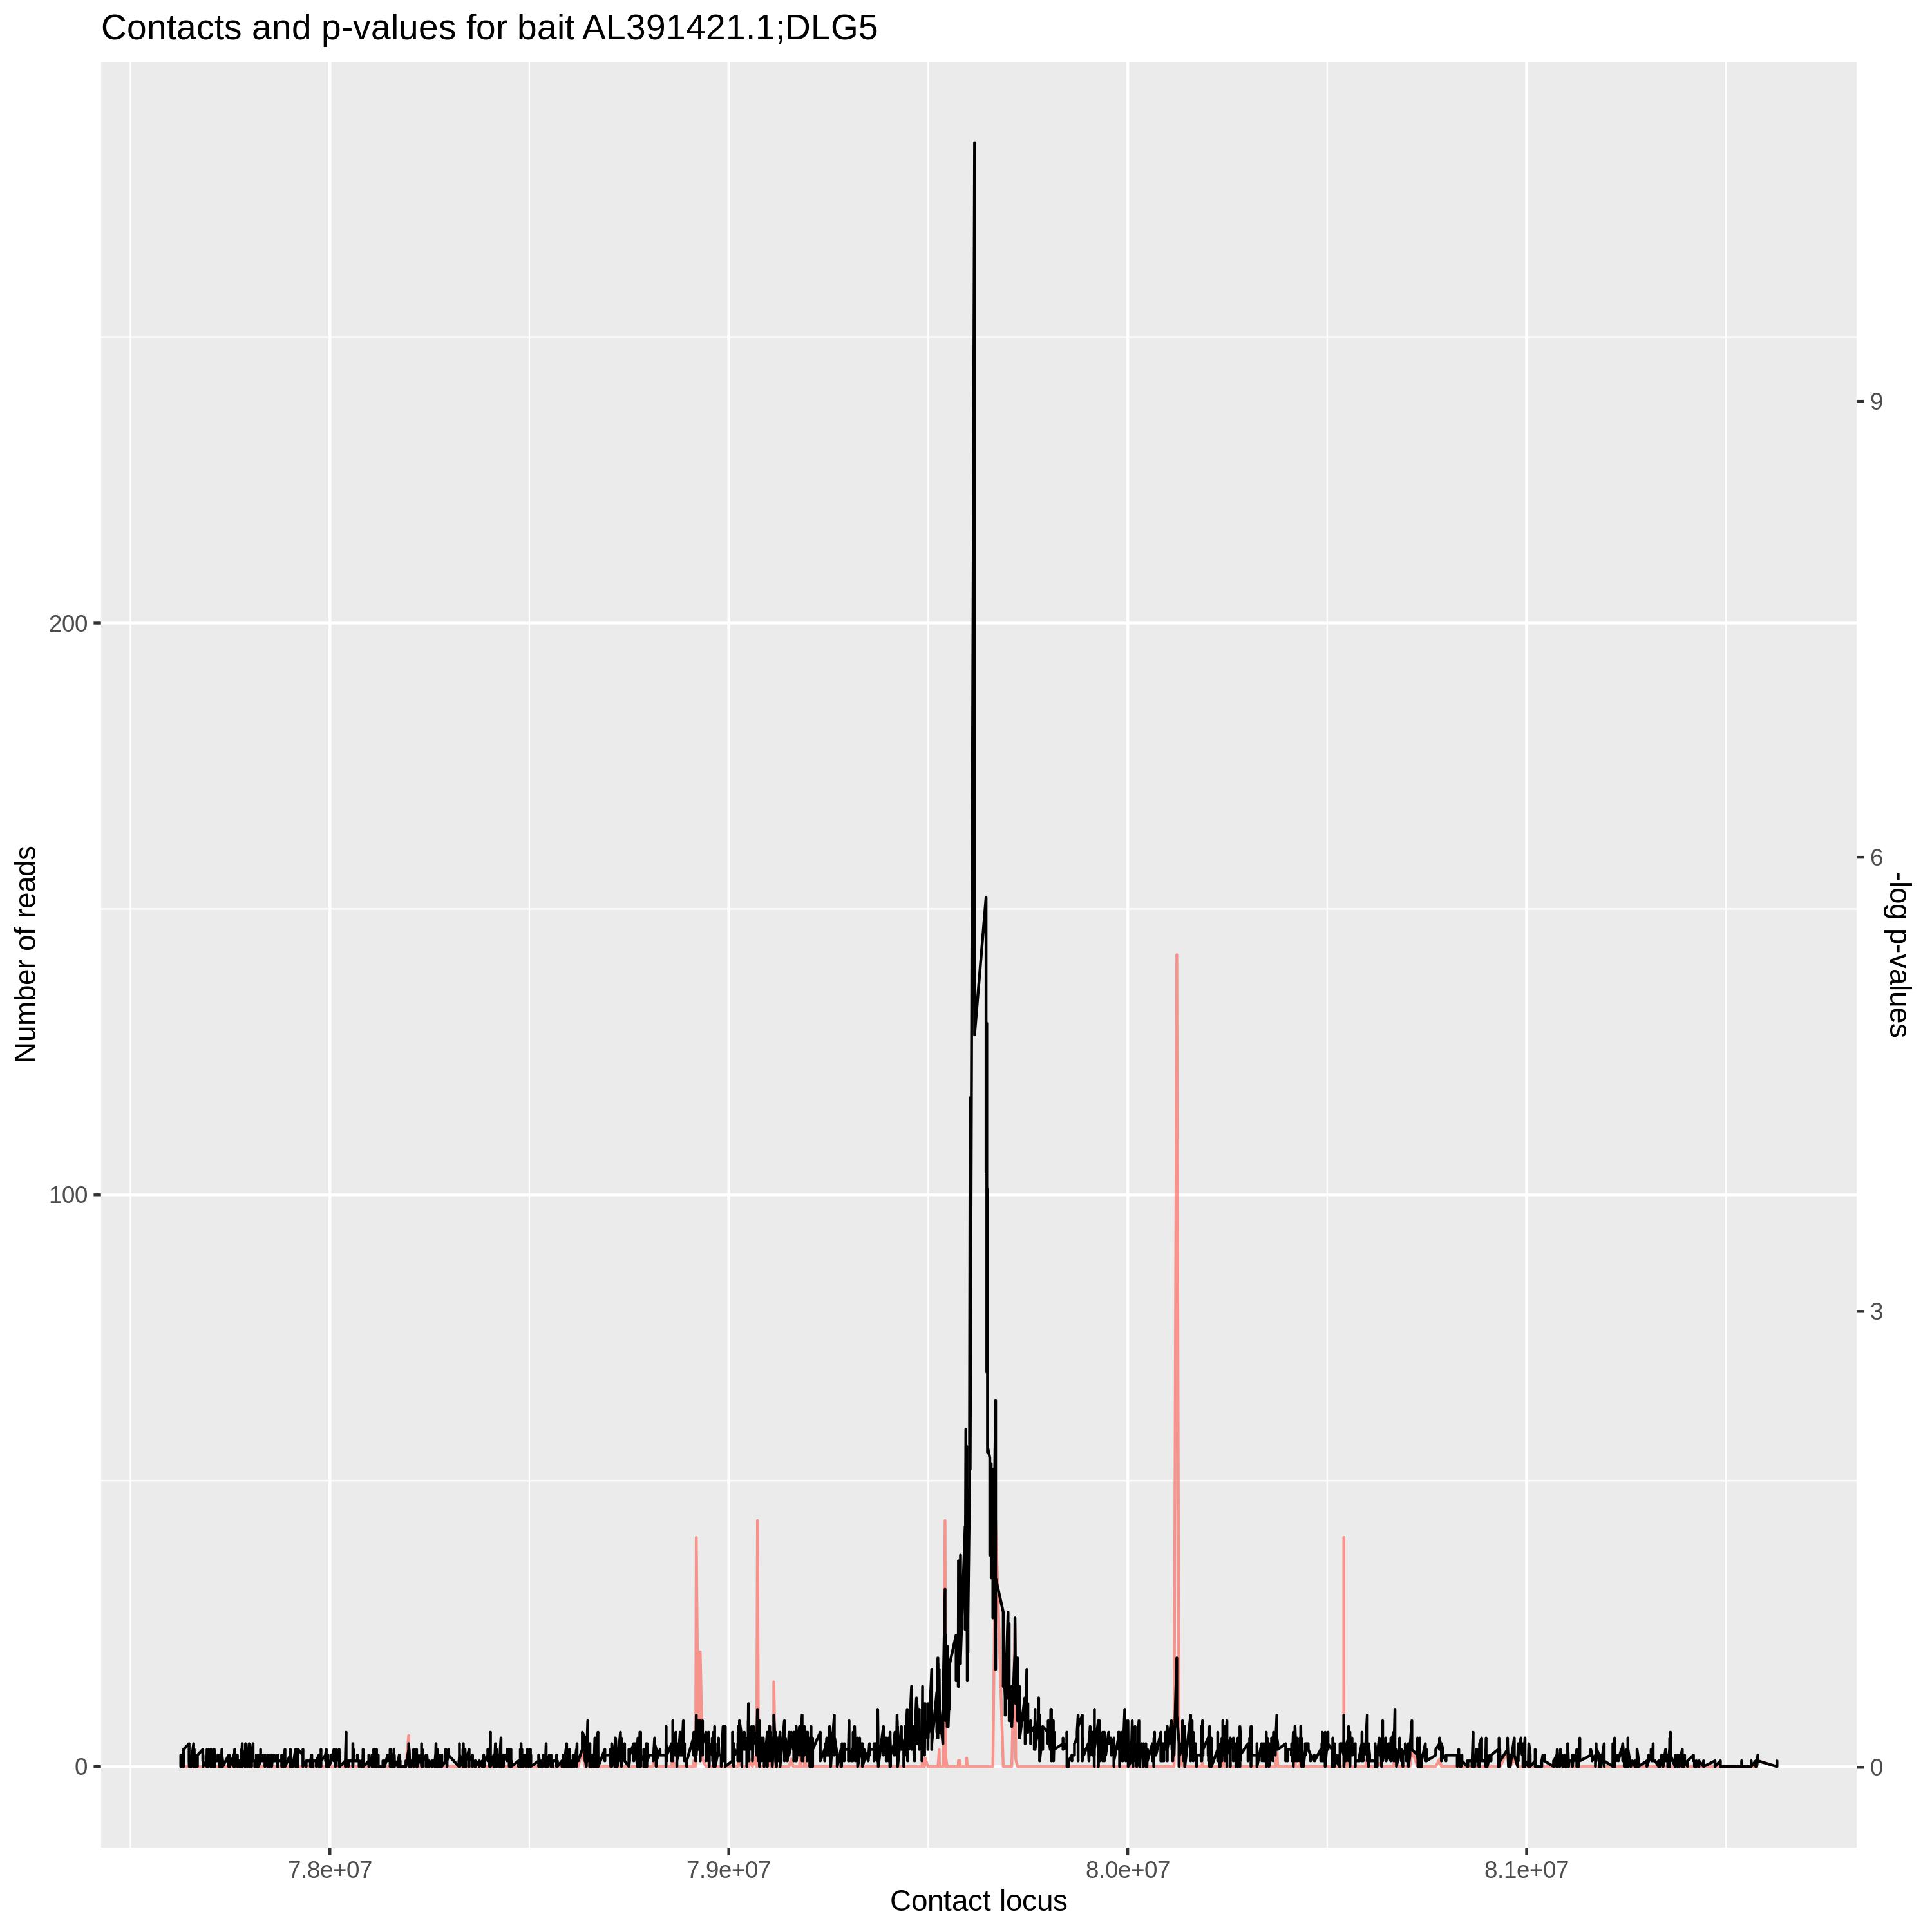 Contacts and p-values for bait AL391421.1;DLG5
Number of reads
200
100
0
9
6
3
0
-log p-values
7.8e+07
7.9e+07
8.0e+07
8.1e+07
Contact locus